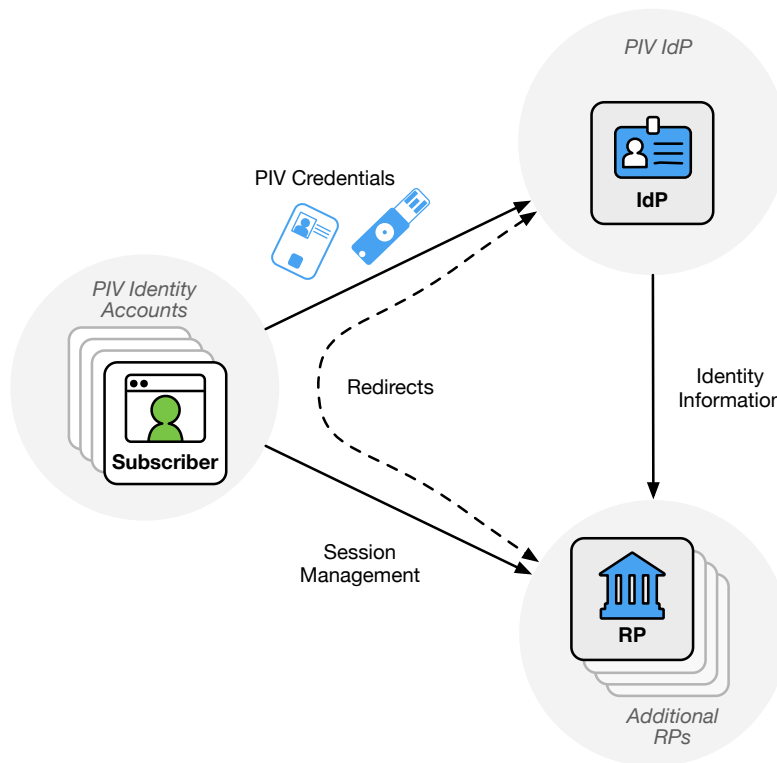 PIV IdP
IdP
PIV Credentials
PIV Identity
Accounts
Subscriber
Redirects
Identity
Information
Session
Management
RP
Additional
RPs